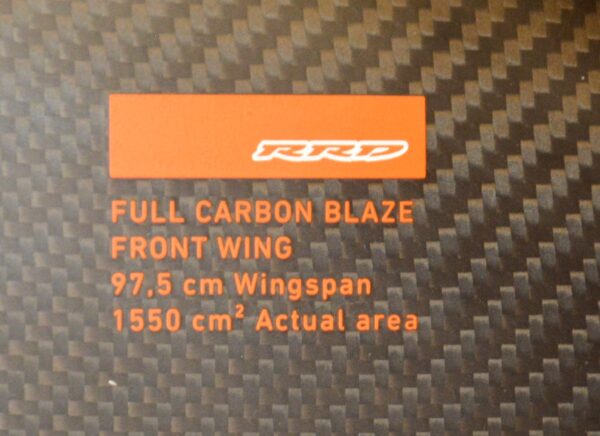 RRD
FULL CARBON BLAZE
FRONT WING
97,5 cm Wingspan
1550 cm² Actual area